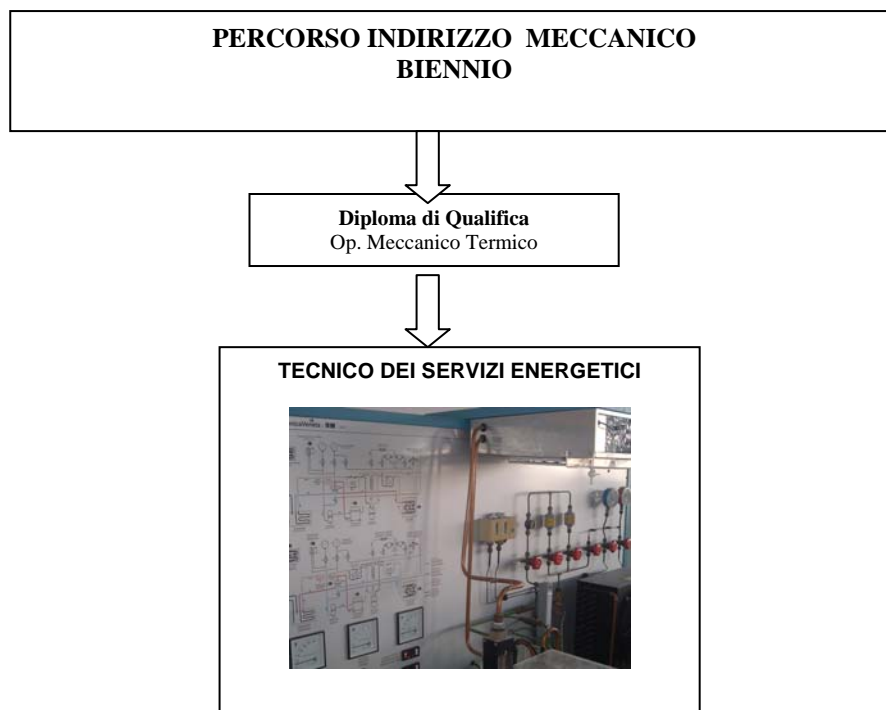 PERCORSO INDIRIZZO MECCANICO
BIENNIO
Diploma di Qualifica
Op. Meccanico Termico
TECNICO DEI SERVIZI ENERGETICI